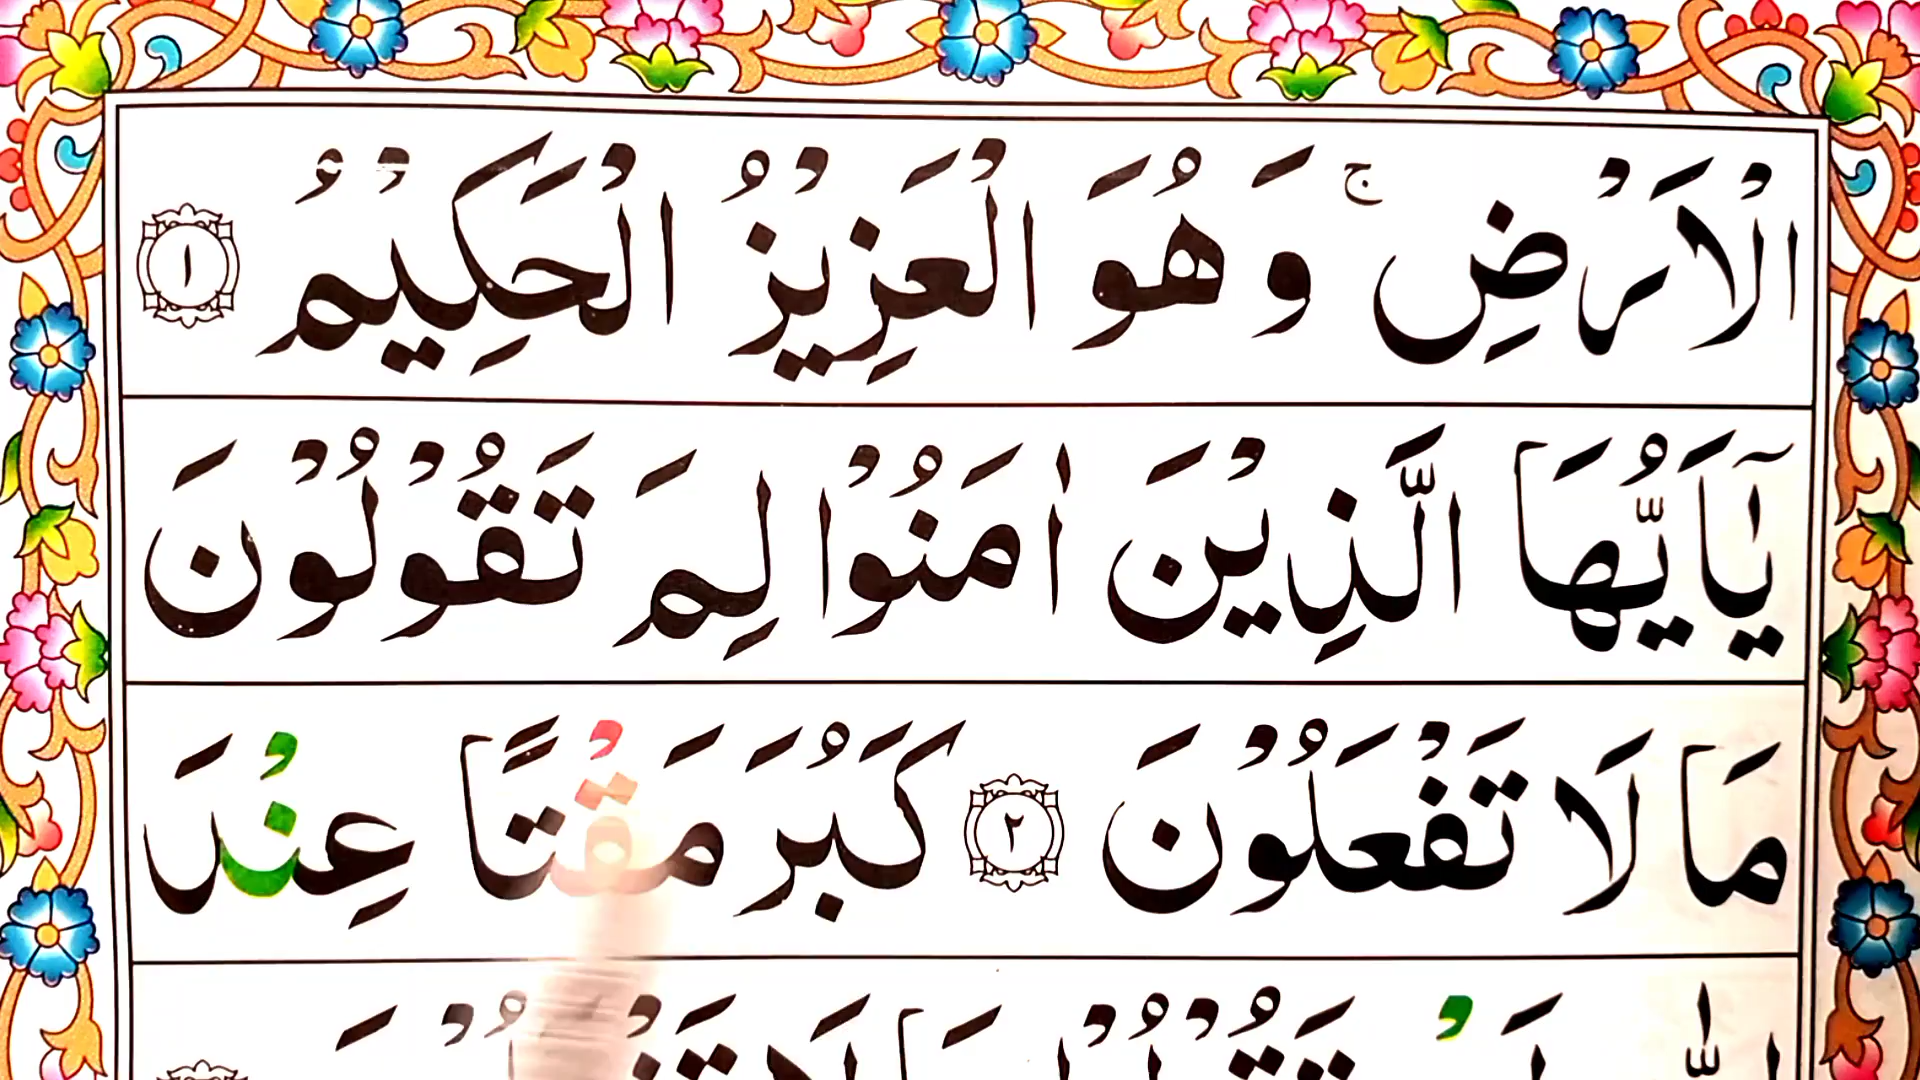 الْاَرْضِ ۚ وَ هُوَ الْعَزِيْزُ الْحَكِيْمُ ۝١
يٰۤاَيُّهَا الَّذِيْنَ اٰمَنُوْا لِمَ تَقُوْلُوْنَ
مَا لَا تَفْعَلُوْنَ ۝٢ كَبُرَ مَقْتًا عِنْدَ